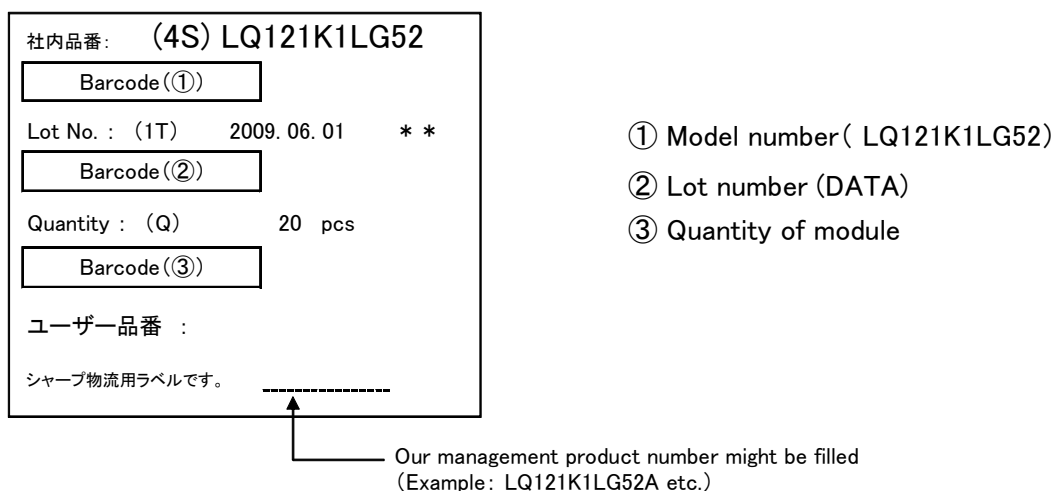 社内品番: (4S) LQ121K1LG52
Barcode(①)
Lot No. : (1T) 2009. 06. 01 * *
Barcode(②)
Quantity : (Q) 20 pcs
Barcode(③)
ユーザー品番 :
シャープ物流用ラベルです。
① Model number( LQ121K1LG52)
② Lot number (DATA)
③ Quantity of module
Our management product number might be filled
(Example: LQ121K1LG52A etc.)